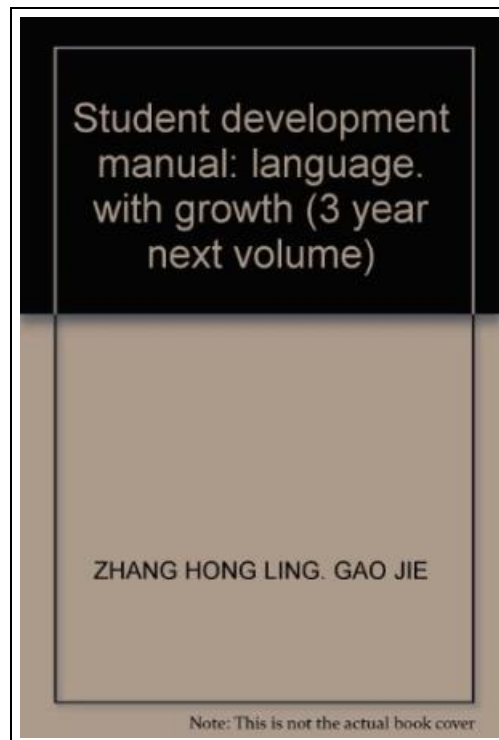 Student development
manual: language.
with growth (3 year
next volume)
ZHANG HONG LING. GAO JIE
Note: This is not the actual book cover